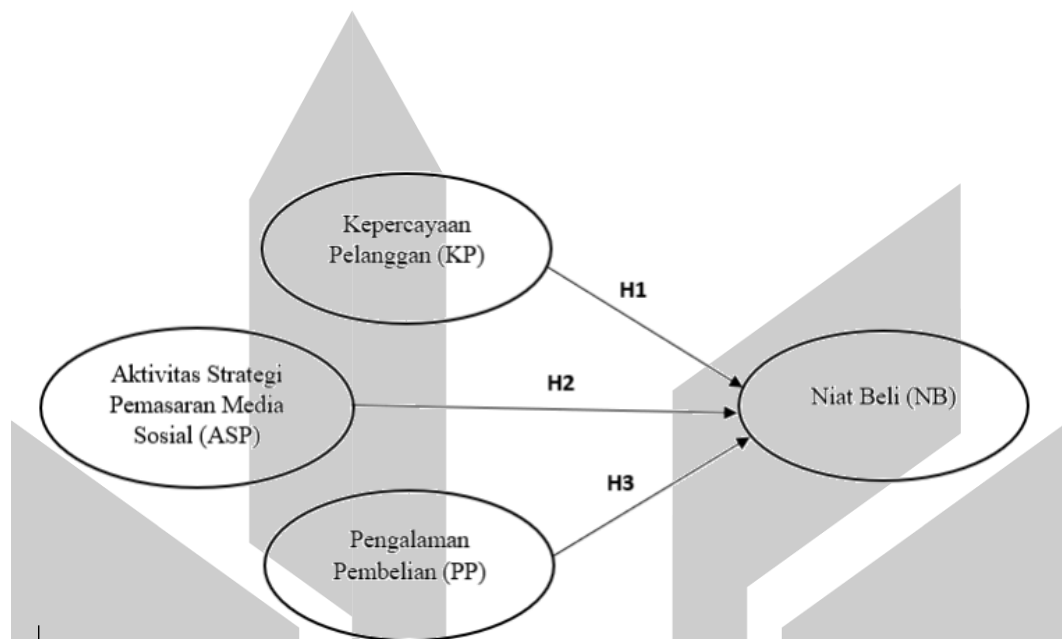 Kepercayaan
Pelanggan (KP)
H1
Aktivitas Strategi
Pemasaran Media
Sosial (ASP)
H2
Niat Beli (NB)
H3
Pengalaman
Pembelian (PP)